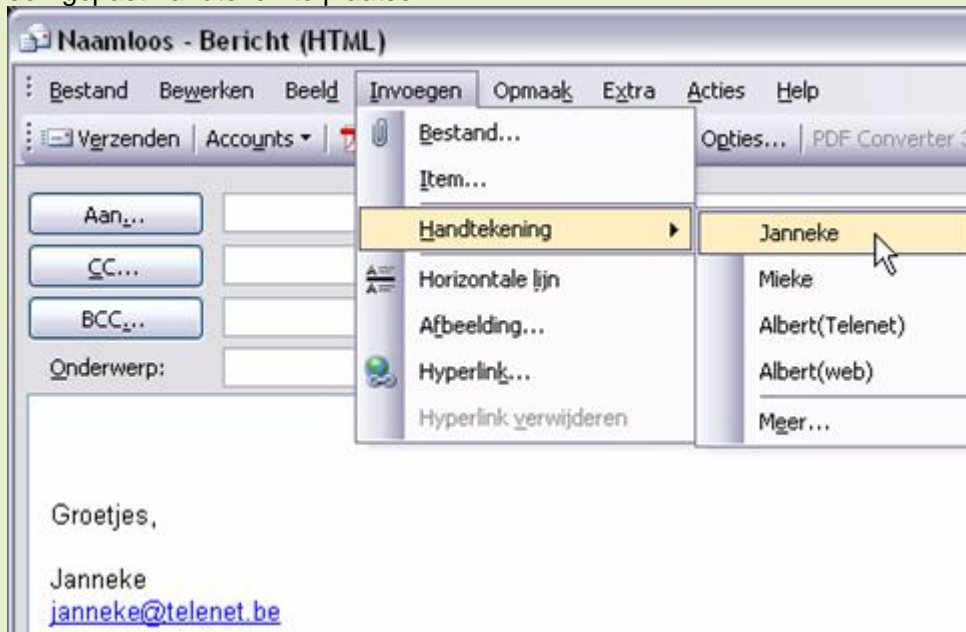 Naamloos - Bericht (HTML)
Bestand Bewerken Beeld Invoegen Opmaak Extra Acties Help
Verzenden Accounts Opties... PDF Converter
Bestand...
Item...
Aan...
Handtekening Janneke
CC...
Horizontale lijn Mieke
BCC...
Afbeelding... Albert(Telenet)
Onderwerp:
Hyperlink... Albert(web)
Hyperlink verwijderen Meer...
Groetjes,
Janneke
janneke@telenet.be